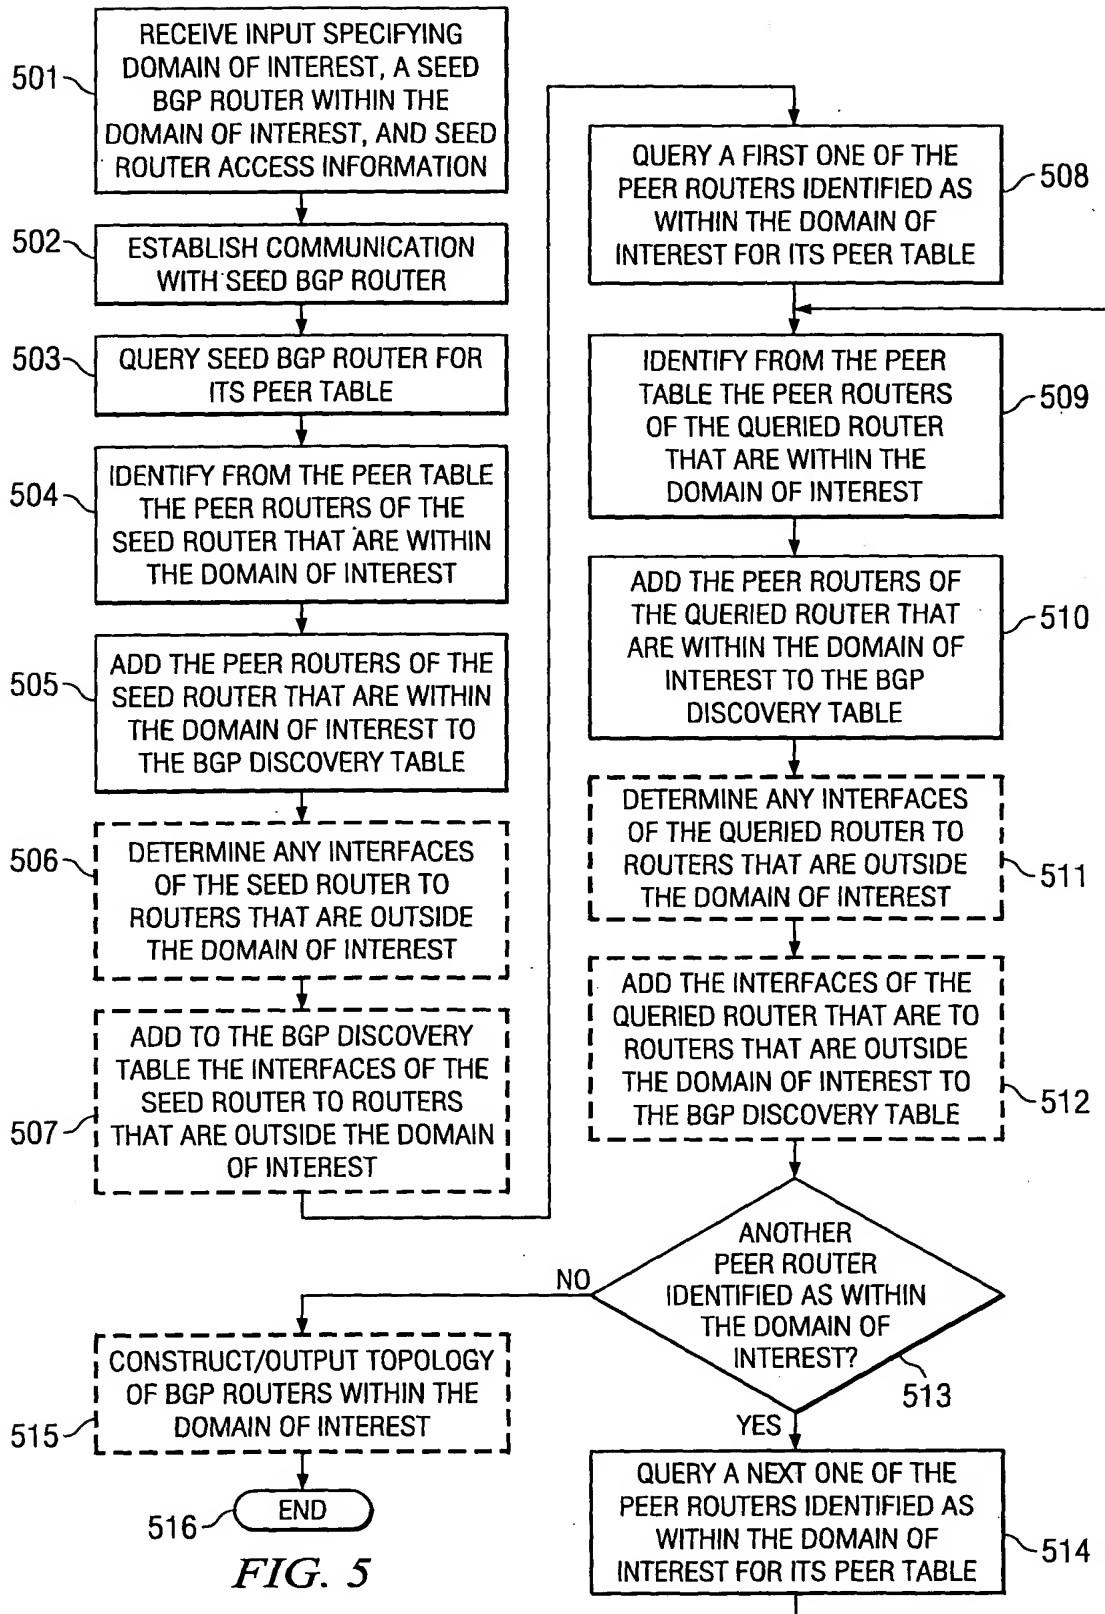 501
RECEIVE INPUT SPECIFYING
DOMAIN OF INTEREST, A SEED
BGP ROUTER WITHIN THE
DOMAIN OF INTEREST, AND SEED
ROUTER ACCESS INFORMATION
502
ESTABLISH COMMUNICATION
WITH SEED BGP ROUTER
503
QUERY SEED BGP ROUTER FOR
ITS PEER TABLE
504
IDENTIFY FROM THE PEER TABLE
THE PEER ROUTERS OF THE
SEED ROUTER THAT ARE WITHIN
THE DOMAIN OF INTEREST
505
ADD THE PEER ROUTERS OF THE
SEED ROUTER THAT ARE WITHIN
THE DOMAIN OF INTEREST TO
THE BGP DISCOVERY TABLE
506
DETERMINE ANY INTERFACES
OF THE SEED ROUTER TO
ROUTERS THAT ARE OUTSIDE
THE DOMAIN OF INTEREST
507
ADD TO THE BGP DISCOVERY
TABLE THE INTERFACES OF THE
SEED ROUTER TO ROUTERS
THAT ARE OUTSIDE THE DOMAIN
OF INTEREST
508
QUERY A FIRST ONE OF THE
PEER ROUTERS IDENTIFIED AS
WITHIN THE DOMAIN OF
INTEREST FOR ITS PEER TABLE
509
IDENTIFY FROM THE PEER
TABLE THE PEER ROUTERS
OF THE QUERIED ROUTER
THAT ARE WITHIN THE
DOMAIN OF INTEREST
510
ADD THE PEER ROUTERS OF
THE QUERIED ROUTER THAT
ARE WITHIN THE DOMAIN OF
INTEREST TO THE BGP
DISCOVERY TABLE
511
DETERMINE ANY INTERFACES
OF THE QUERIED ROUTER TO
ROUTERS THAT ARE OUTSIDE
THE DOMAIN OF INTEREST
512
ADD THE INTERFACES OF THE
QUERIED ROUTER THAT ARE TO
ROUTERS THAT ARE OUTSIDE
THE DOMAIN OF INTEREST TO
THE BGP DISCOVERY TABLE
513
ANOTHER
PEER ROUTER
IDENTIFIED AS WITHIN
THE DOMAIN OF
INTEREST?
NO
YES
514
QUERY A NEXT ONE OF THE
PEER ROUTERS IDENTIFIED AS
WITHIN THE DOMAIN OF
INTEREST FOR ITS PEER TABLE
515
CONSTRUCT/OUTPUT TOPOLOGY
OF BGP ROUTERS WITHIN THE
DOMAIN OF INTEREST
516
END
FIG. 5